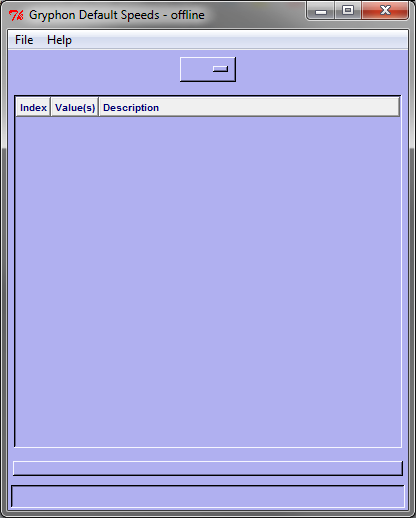 Gryphon Default Speeds - offline
File Help
Index Value(s) Description